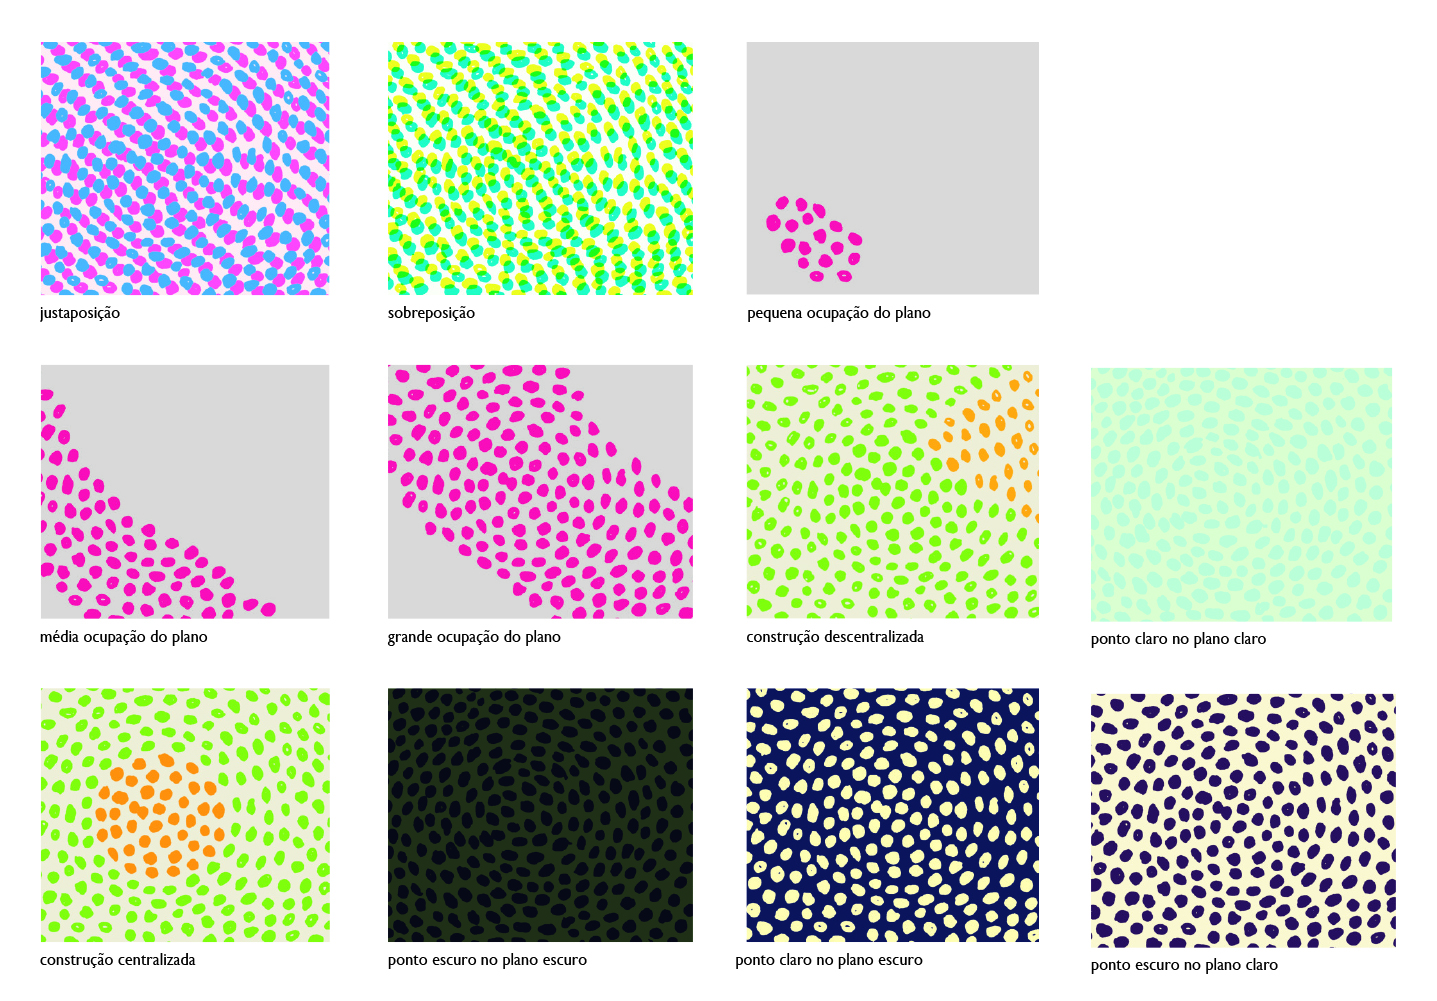 justaposição
sobreposição
pequena ocupação do plano
média ocupação do plano
grande ocupação do plano
construção descentralizada
ponto claro no plano claro
construção centralizada
ponto escuro no plano escuro
ponto claro no plano escuro
ponto escuro no plano claro